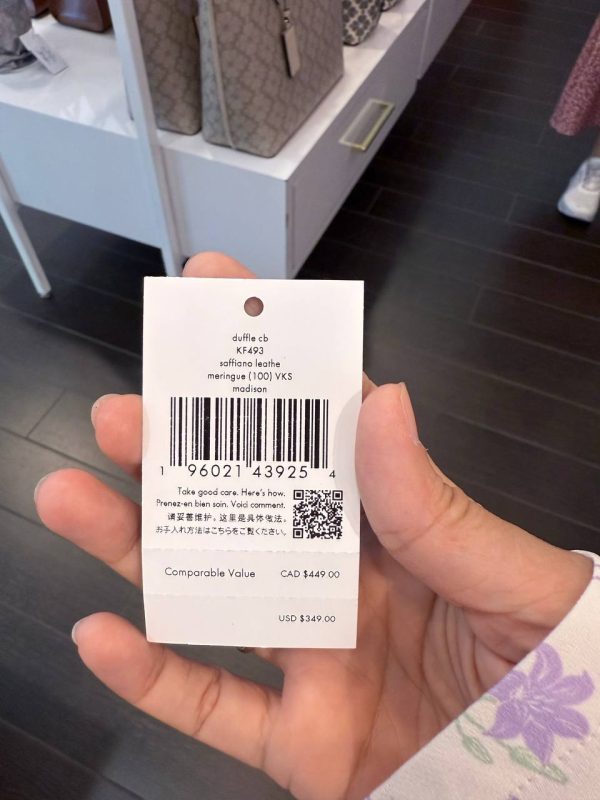 duffle cb
KF493
saffiano leathe
meringue (100) VKS
madison
1 96021 43925 4
Take good care. Here's how.
Prenez-en bien soin. Voici comment.
请妥善维护。这里是具体做法。
お手入れ方法はこちらをご覧ください。
Comparable Value CAD $449.00
USD $349.00